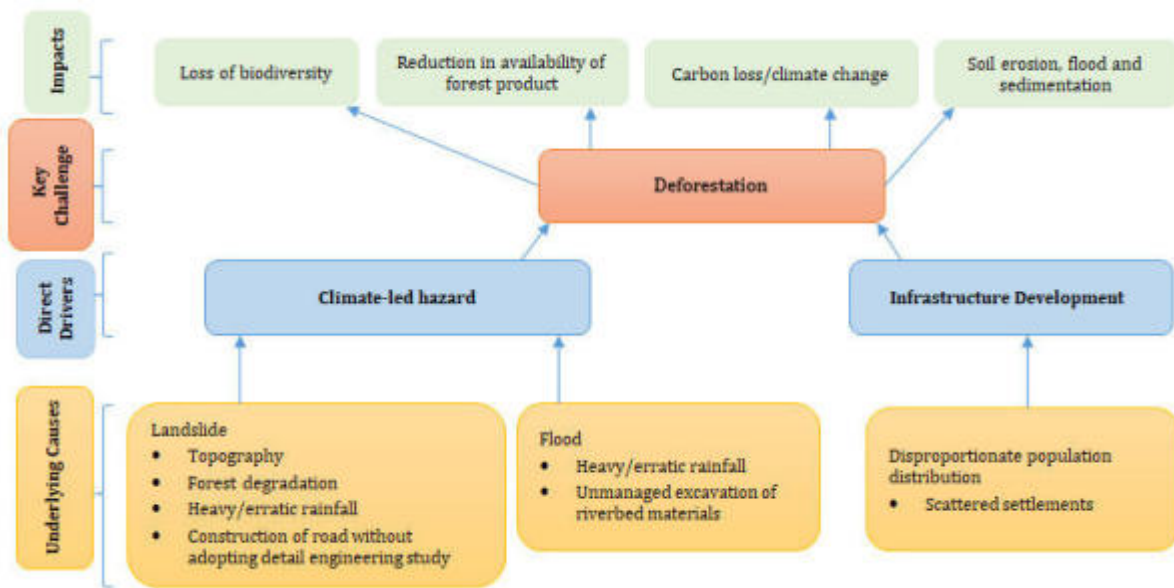 Impacts
Loss of biodiversity
Reduction in availability of
forest product
Carbon loss/climate change
Soil erosion, flood and
sedimentation
Key
Challenge
Deforestation
Direct
Drivers
Climate-led hazard
Infrastructure Development
Underlying Causes
Landslide
• Topography
• Forest degradation
• Heavy/erratic rainfall
• Construction of road without
adopting detail engineering study
Flood
• Heavy/erratic rainfall
• Unmanaged excavation of
riverbed materials
Disproportionate population
distribution
• Scattered settlements